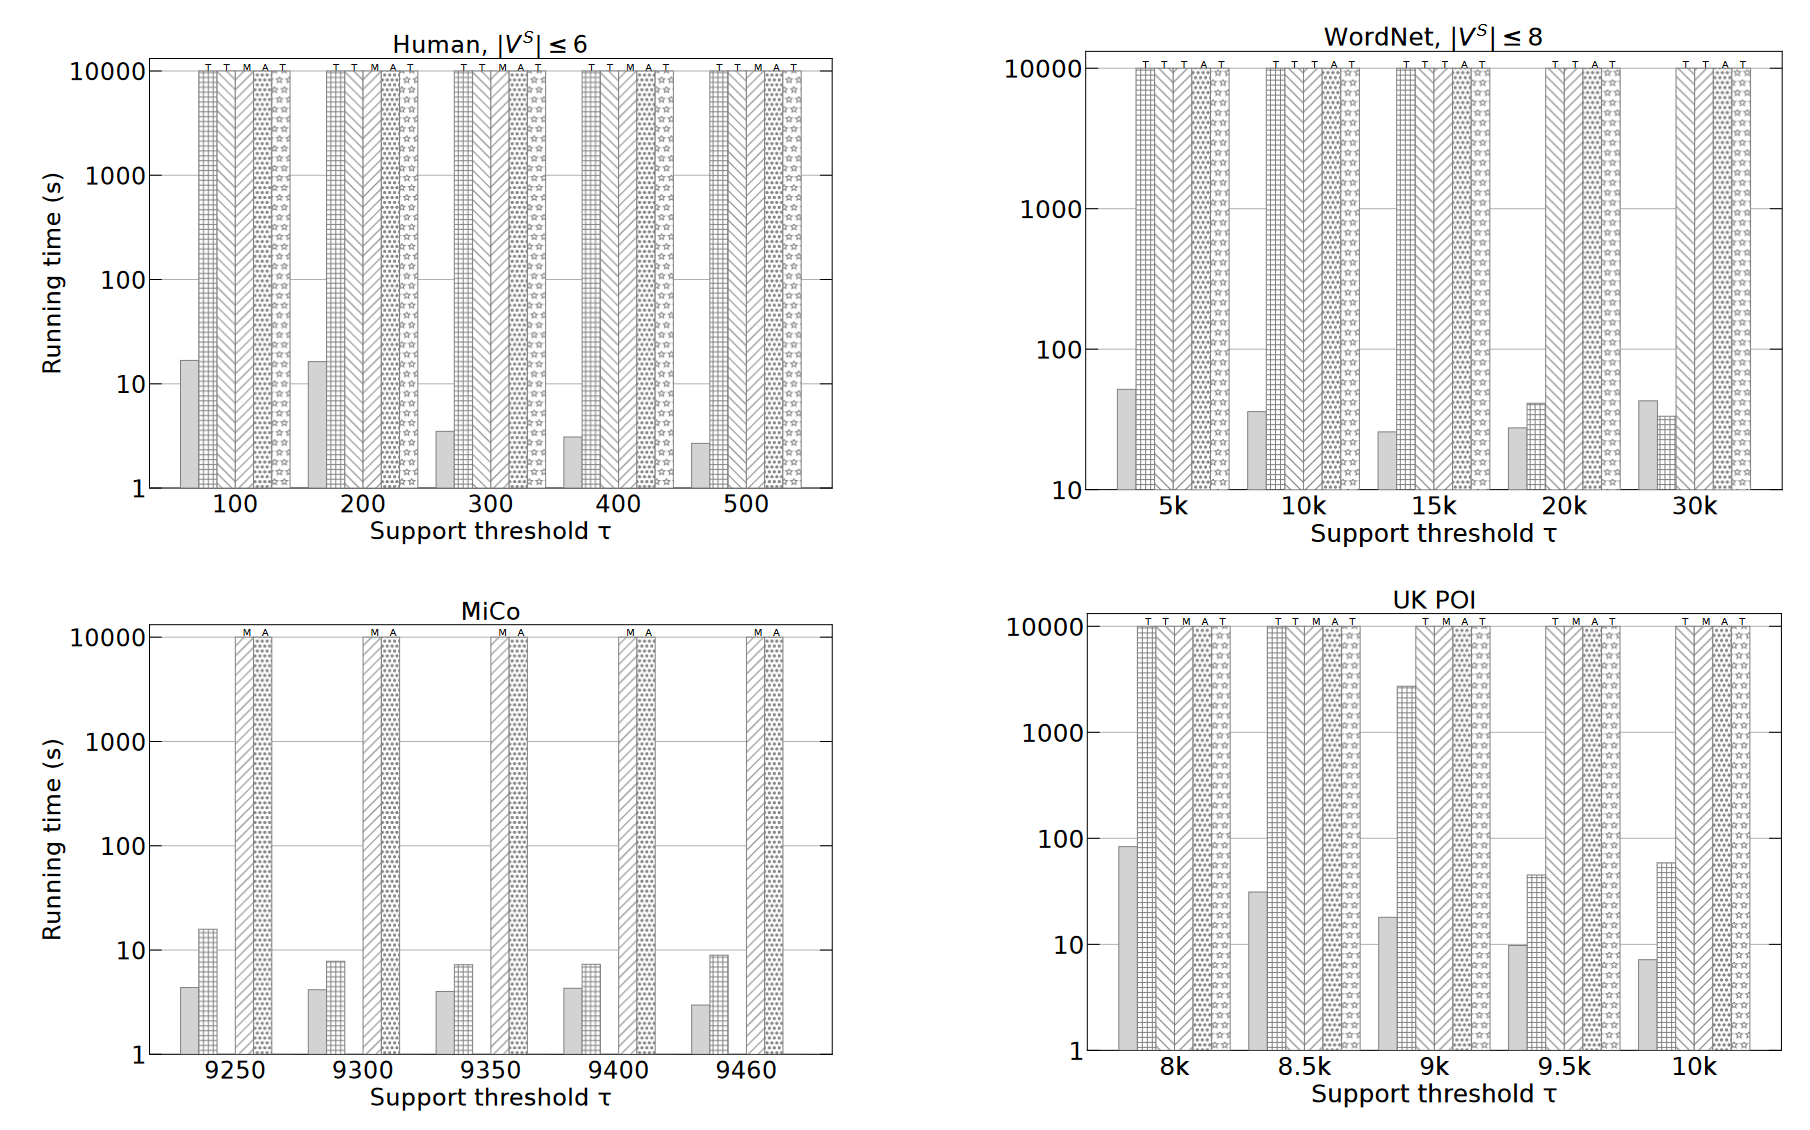 Human, |V^S| ≤ 6
T T M A T T T M A T T T M A T T T M A T T T M A T
10000
1000
100
10
1
Running time (s)
100 200 300 400 500
Support threshold τ
WordNet, |V^S| ≤ 8
T T T A T T T T A T T T T A T T T A T T T A T
10000
1000
100
10
5k 10k 15k 20k 30k
Support threshold τ
MiCo
M A M A M A M A M A
10000
1000
100
10
1
Running time (s)
9250 9300 9350 9400 9460
Support threshold τ
UK POI
T T M A T T T M A T T M A T T M A T T M A T
10000
1000
100
10
1
8k 8.5k 9k 9.5k 10k
Support threshold τ